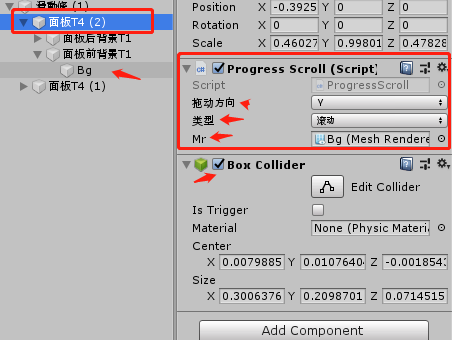 面板T4 (2)
面板后背景T1
面板前背景T1
Bg
面板T4 (1)
Position X -0.3925 Y 0 Z 0
Rotation X 0 Y 0 Z 0
Scale X 0.46027 Y 0.99801 Z 0.47828
Progress Scroll (Script)
Script ProgressScroll
拖动方向 Y
类型 滚动
Mr Bg (Mesh Rendere
Box Collider
Edit Collider
Is Trigger
Material None (Physic Materia
Center
X 0.0079885 Y 0.0107640 Z -0.001854
Size
X 0.3006376 Y 0.2098701 Z 0.0714515
Add Component